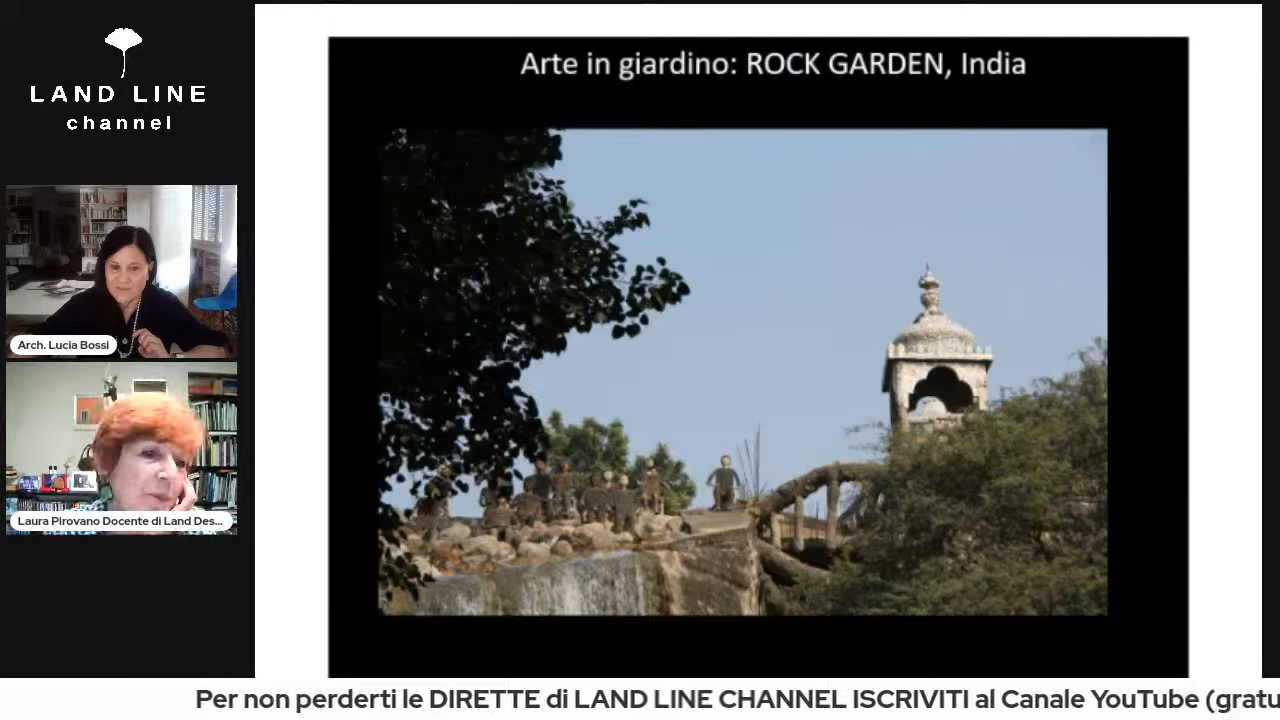 LAND LINE
channel
Arte in giardino: ROCK GARDEN, India
Arch. Lucia Bossi
Laura Pirovano Docente di Land Des...
Per non perderti le DIRETTE di LAND LINE CHANNEL ISCRIVITI al Canale YouTube (gratu